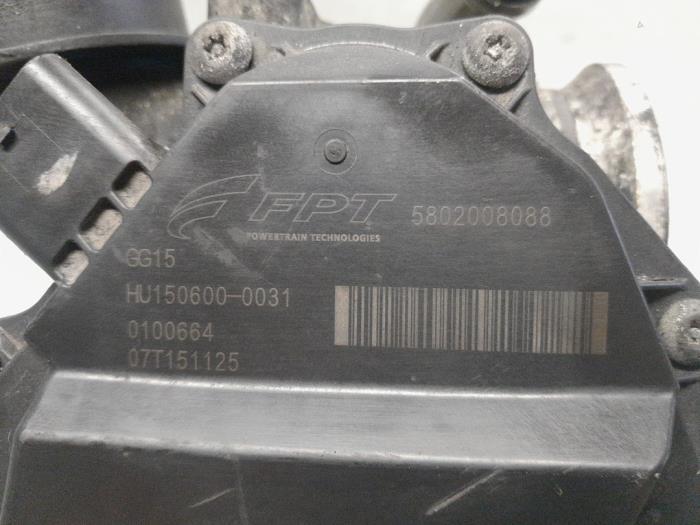 FPT 5802008088
POWERTRAIN TECHNOLOGIES
GG15
HU150600-0031
0100664
07T151125